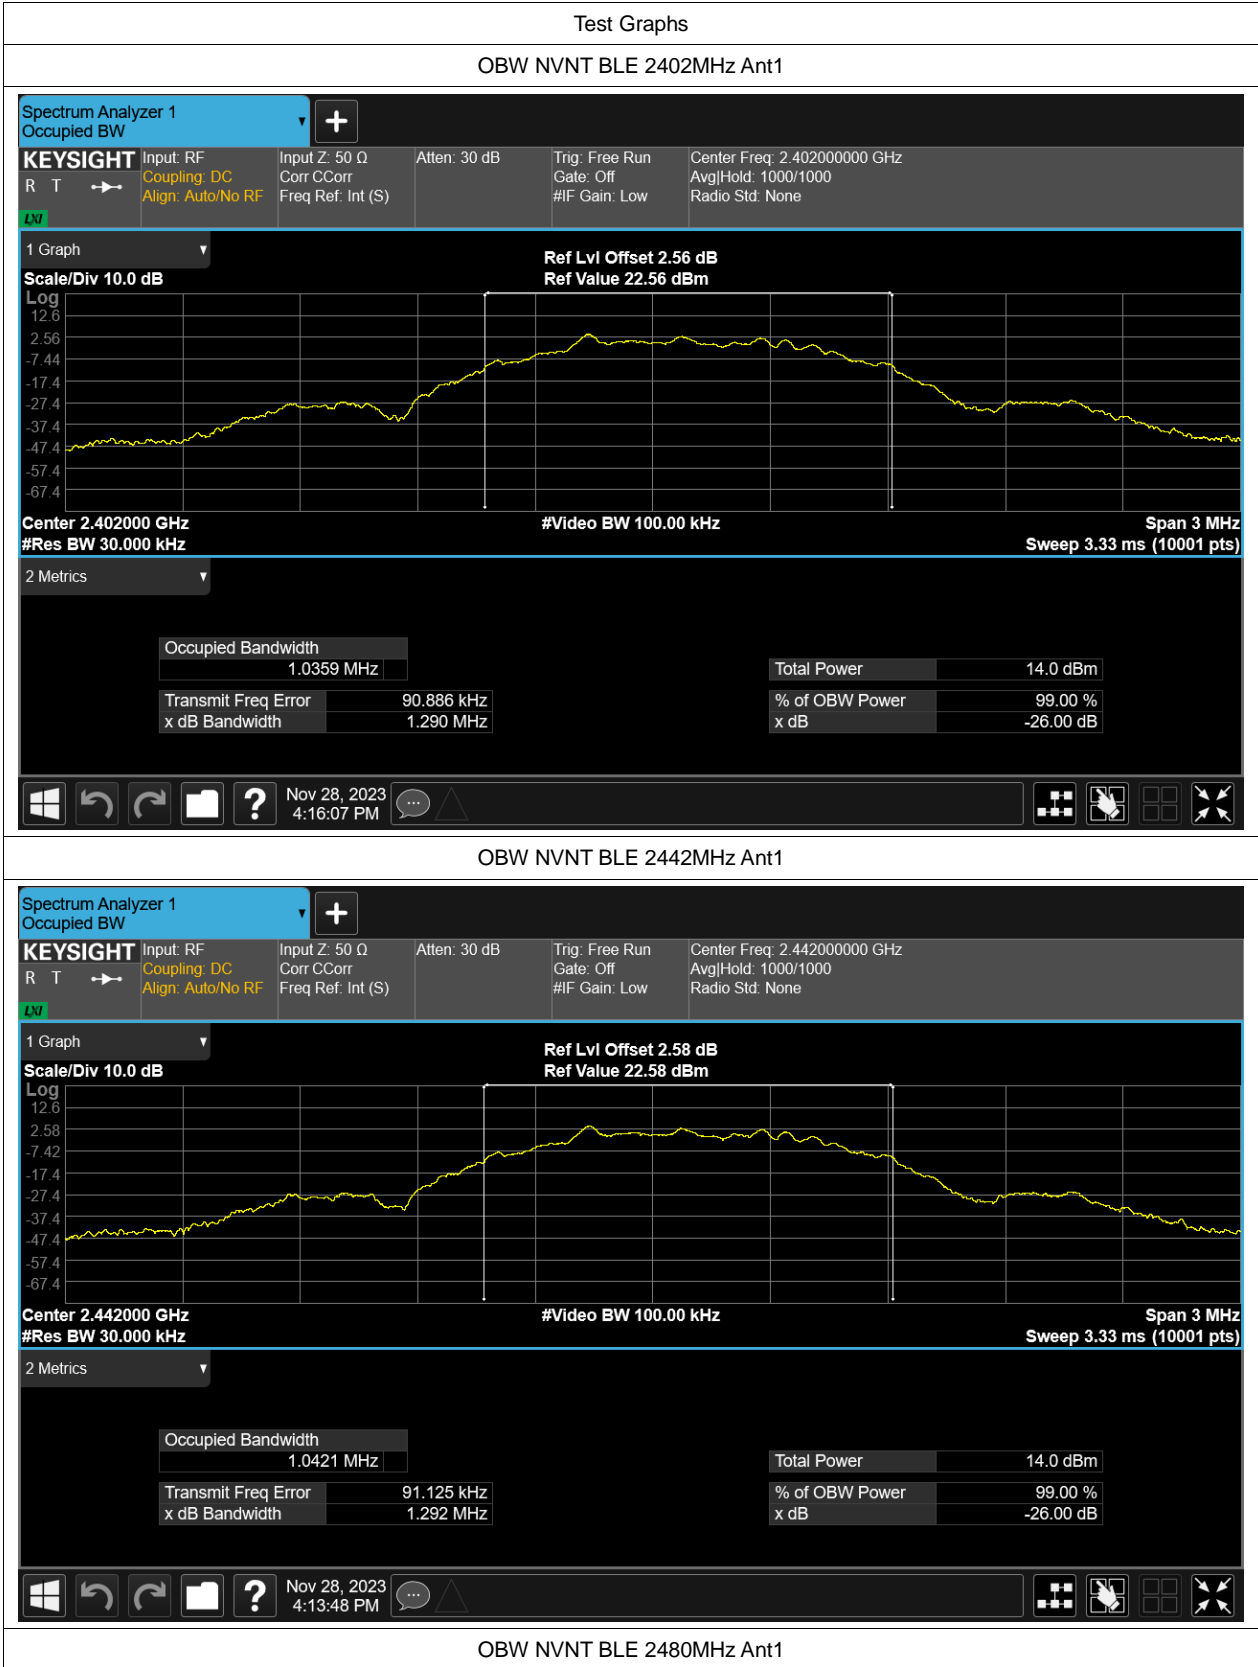 Test Graphs
OBW NVNT BLE 2402MHz Ant1
Spectrum Analyzer 1
Occupied BW
KEYSIGHT Input: RF Input Z: 50 Ω Atten: 30 dB Trig: Free Run Center Freq: 2.402000000 GHz
R T Coupling: DC Corr CCorr Gate: Off Avg|Hold: 1000/1000
Align: Auto/No RF Freq Ref: Int (S) #IF Gain: Low Radio Std: None
LXI
1 Graph
Ref Lvl Offset 2.56 dB
Scale/Div 10.0 dB Ref Value 22.56 dBm
Log
12.6
2.56
-7.44
-17.4
-27.4
-37.4
-47.4
-57.4
-67.4
Center 2.402000 GHz #Video BW 100.00 kHz Span 3 MHz
#Res BW 30.000 kHz Sweep 3.33 ms (10001 pts)
2 Metrics
Occupied Bandwidth
1.0359 MHz Total Power 14.0 dBm
Transmit Freq Error 90.886 kHz % of OBW Power 99.00 %
x dB Bandwidth 1.290 MHz x dB -26.00 dB
Nov 28, 2023
4:16:07 PM
OBW NVNT BLE 2442MHz Ant1
Spectrum Analyzer 1
Occupied BW
KEYSIGHT Input: RF Input Z: 50 Ω Atten: 30 dB Trig: Free Run Center Freq: 2.442000000 GHz
R T Coupling: DC Corr CCorr Gate: Off Avg|Hold: 1000/1000
Align: Auto/No RF Freq Ref: Int (S) #IF Gain: Low Radio Std: None
LXI
1 Graph
Ref Lvl Offset 2.58 dB
Scale/Div 10.0 dB Ref Value 22.58 dBm
Log
12.6
2.58
-7.42
-17.4
-27.4
-37.4
-47.4
-57.4
-67.4
Center 2.442000 GHz #Video BW 100.00 kHz Span 3 MHz
#Res BW 30.000 kHz Sweep 3.33 ms (10001 pts)
2 Metrics
Occupied Bandwidth
1.0421 MHz Total Power 14.0 dBm
Transmit Freq Error 91.125 kHz % of OBW Power 99.00 %
x dB Bandwidth 1.292 MHz x dB -26.00 dB
Nov 28, 2023
4:13:48 PM
OBW NVNT BLE 2480MHz Ant1